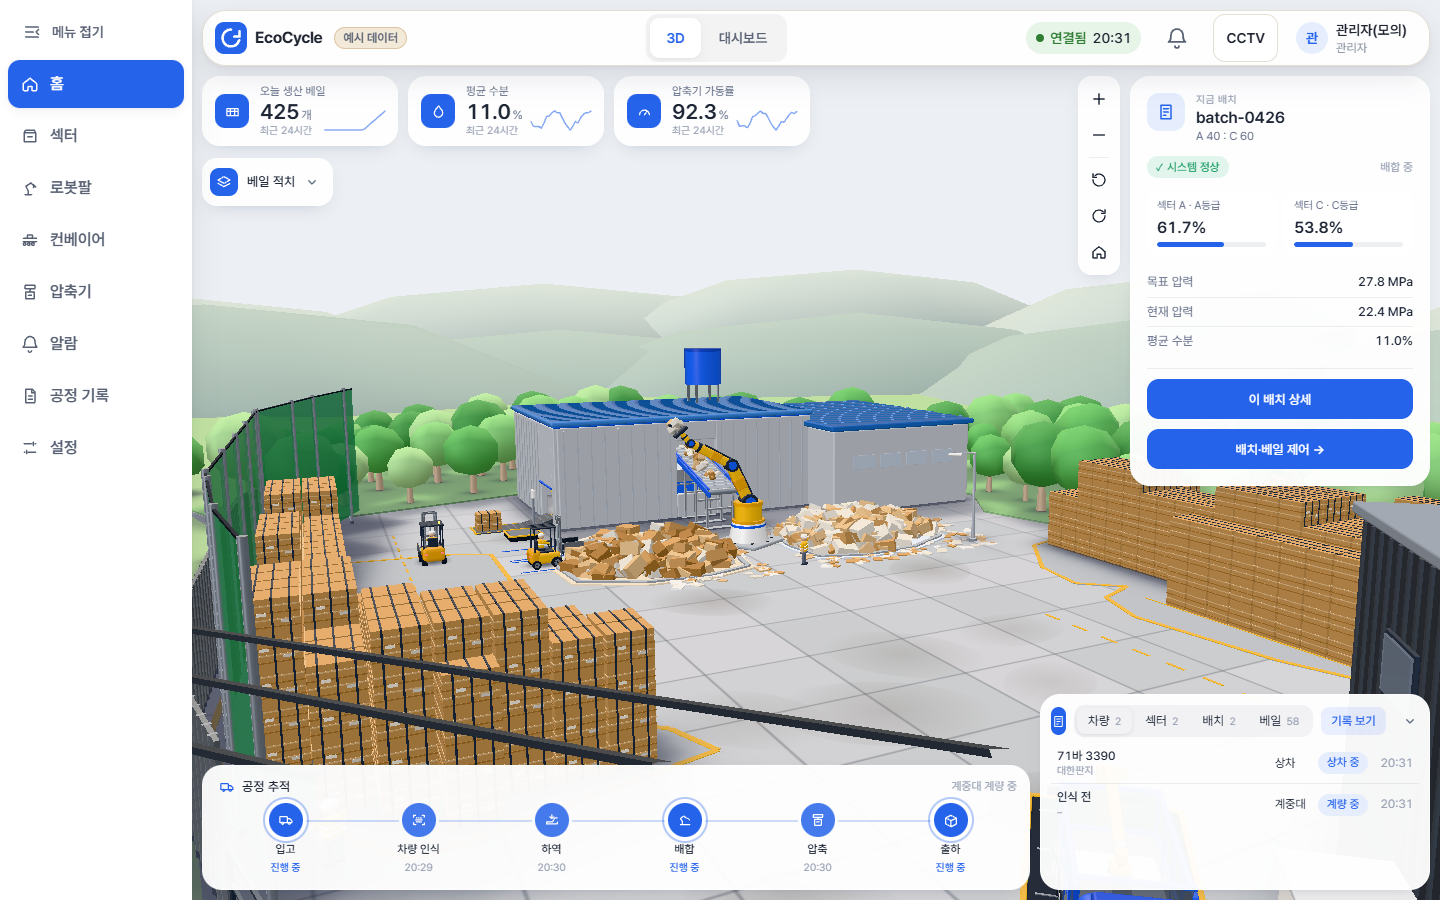 메뉴 접기
홈
섹터
로봇팔
컨베이어
압축기
알람
공정 기록
설정
EcoCycle
예시 데이터
3D
대시보드
연결됨 20:31
CCTV
관
관리자(모의)
관리자
오늘 생산 베일
425개
최근 24시간
평균 수분
11.0%
최근 24시간
압축기 가동률
92.3%
최근 24시간
베일 적치
지금 배치
batch-0426
A 40 : C 60
✓ 시스템 정상
배합 중
섹터 A · A등급
61.7%
섹터 C · C등급
53.8%
목표 압력 27.8 MPa
현재 압력 22.4 MPa
평균 수분 11.0%
이 배치 상세
배치·베일 제어 →
차량 2
섹터 2
배치 2
베일 58
기록 보기
71바 3390
대한판지
상차
상차 중
20:31
인식 전
–
계중대
계량 중
20:31
공정 추적
계중대 계량 중
입고
진행 중
차량 인식
20:29
하역
20:30
배합
진행 중
압축
20:30
출하
진행 중